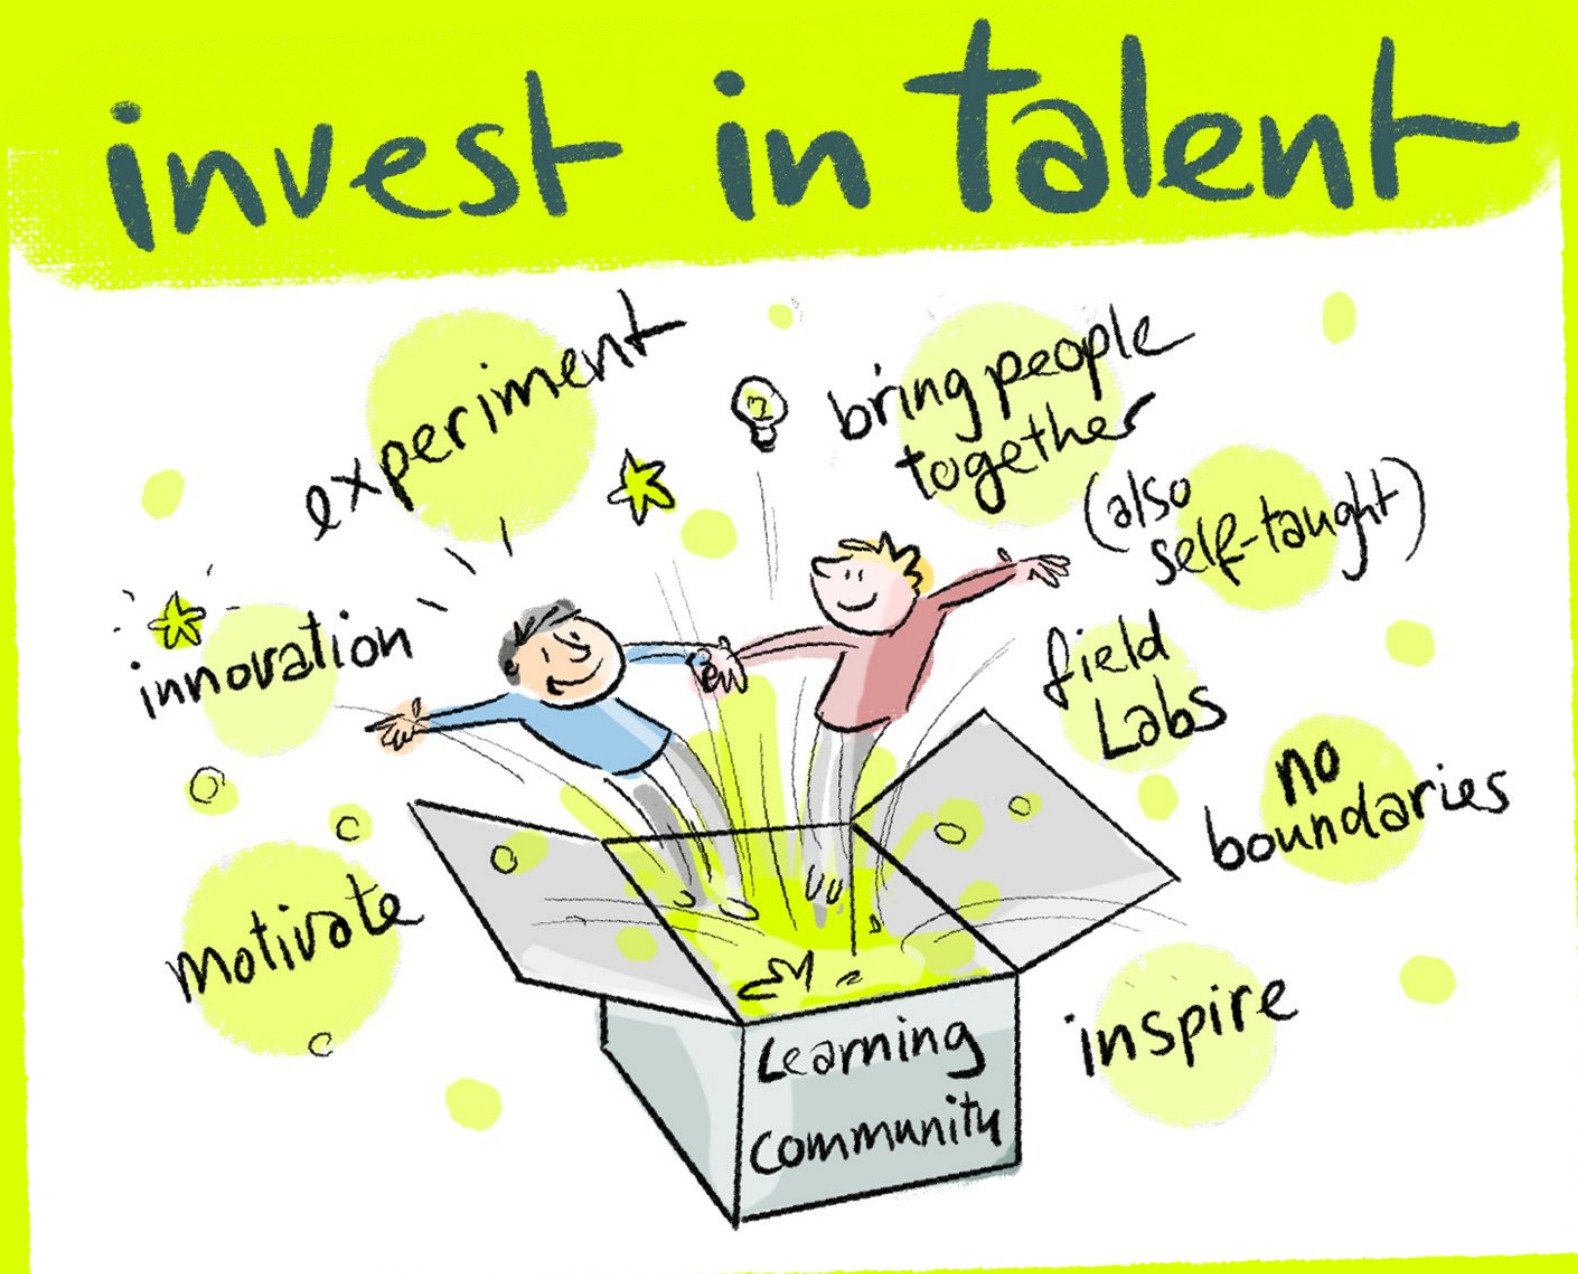 invest in talent
experiment
bring people
together
(also
self-taught)
innovation
field
Labs
no
boundaries
motivate
inspire
Learning
community